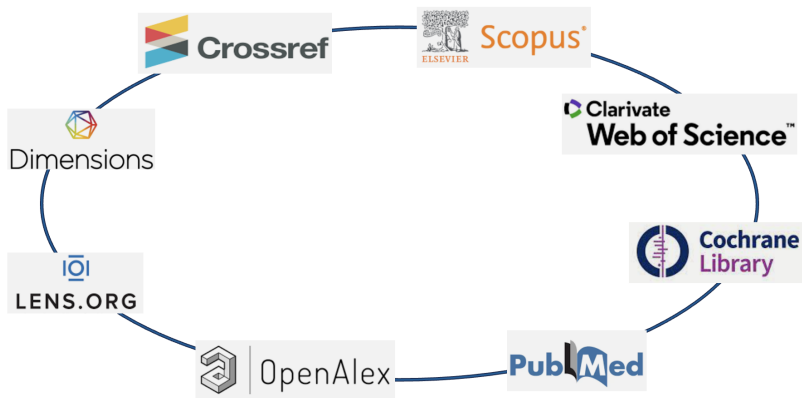 Crossref
ELSEVIER
Scopus®
Clarivate
Web of Science™
Dimensions
Cochrane
Library
LENS.ORG
OpenAlex
PubMed